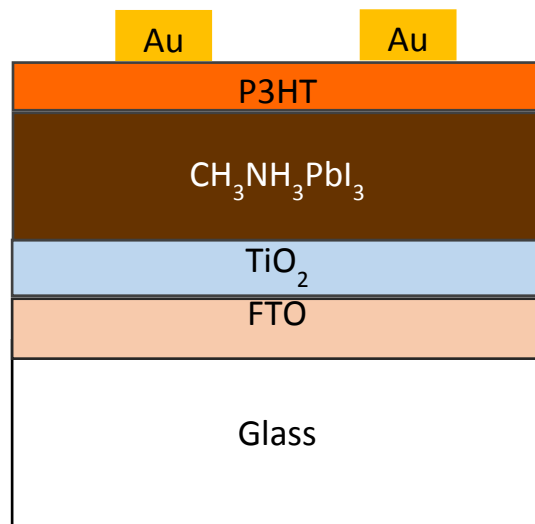 Au Au
P3HT
CH₃NH₃PbI₃
TiO₂
FTO
Glass